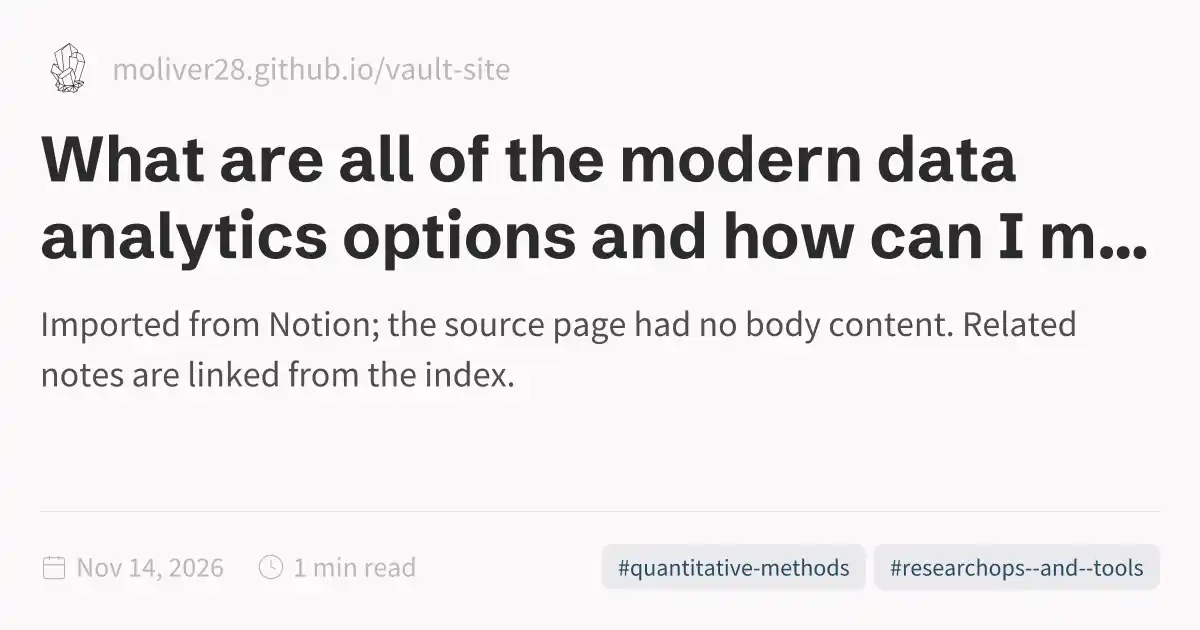 moliver28.github.io/vault-site
What are all of the modern data
analytics options and how can I m...
Imported from Notion; the source page had no body content. Related
notes are linked from the index.
Nov 14, 2026 1 min read #quantitative-methods #researchops--and--tools